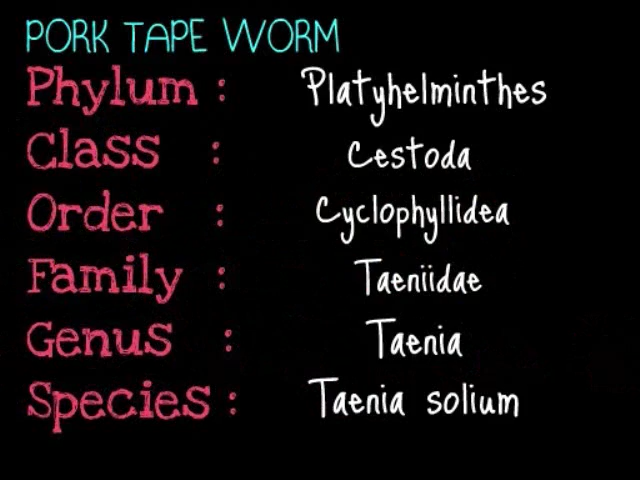 PORK TAPE WORM
Phylum : Platyhelminthes
Class : Cestoda
Order : Cyclophyllidea
Family : Taeniidae
Genus : Taenia
Species : Taenia solium